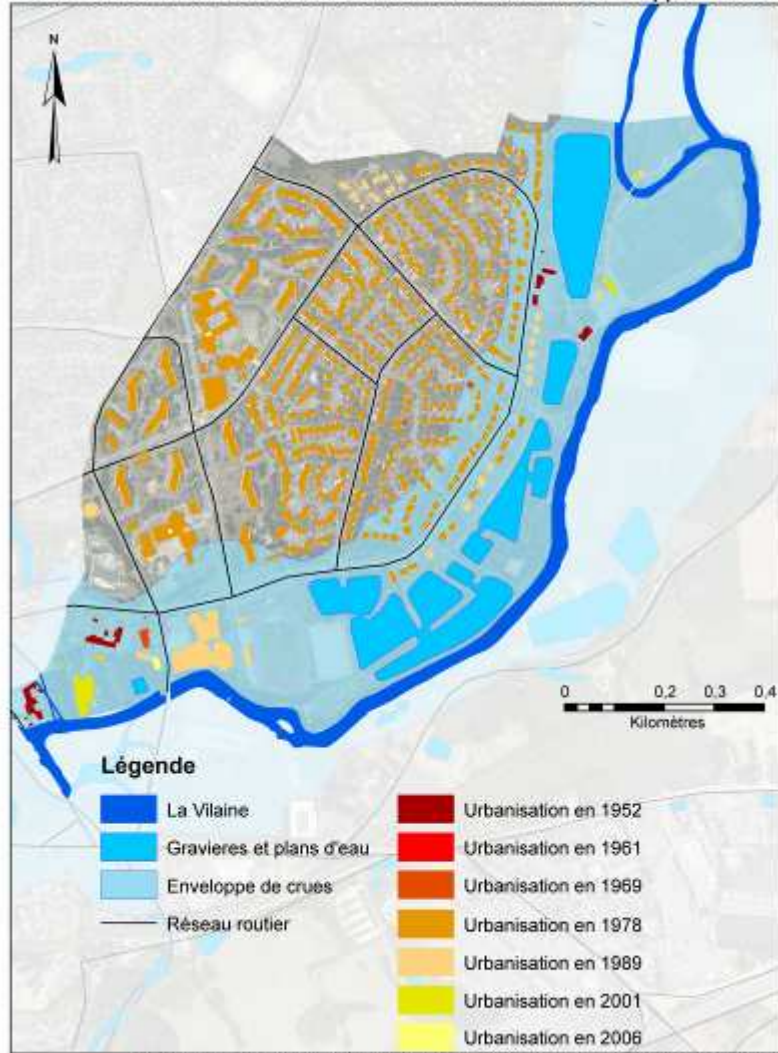 N
0 0,2 0,3 0,4
Kilomètres
Légende
La Vilaine
Gravieres et plans d'eau
Enveloppe de crues
Réseau routier
Urbanisation en 1952
Urbanisation en 1961
Urbanisation en 1969
Urbanisation en 1978
Urbanisation en 1989
Urbanisation en 2001
Urbanisation en 2006